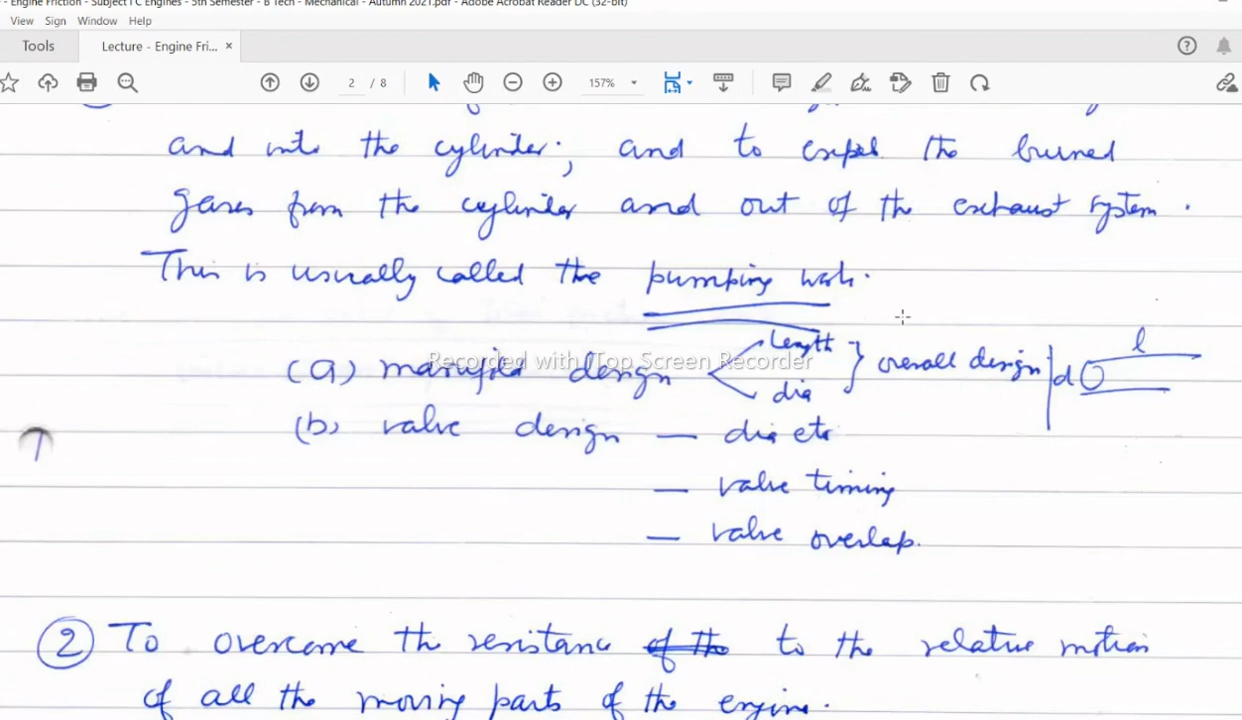 - Engine Friction - Subject I C Engines - 5th Semester - B Tech - Mechanical - Autumn 2021.pdf - Adobe Acrobat Reader DC (32-bit)
View Sign Window Help
Tools Lecture - Engine Fri... ×
2 / 8 157%
and into the cylinder; and to expel the burned
gases from the cylinder and out of the exhaust system.
This is usually called the pumping work.
(a) manifold design length dia } overall design d l
Recorded with iTop Screen Recorder
(b) valve design — dia etc
— valve timing
— valve overlap.
2 To overcome the resistance of the to the relative motion
of all the moving parts of the engine.